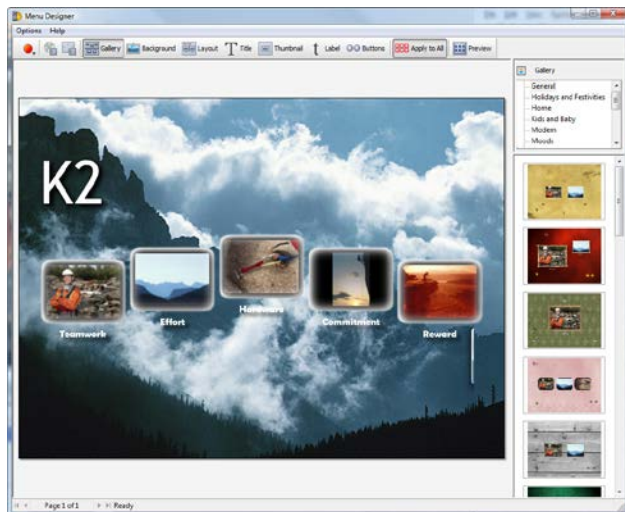 Menu Designer
Options Help
Gallery Background Layout Title Thumbnail Label Buttons Apply to All Preview
Gallery
General
Holidays and Festivities
Home
Kids and Baby
Modern
Moods
K2
Teamwork
Effort
Hardware
Commitment
Reward
Page 1 of 1 Ready